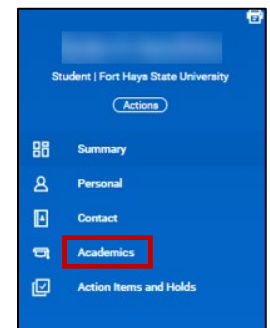 Student | Fort Hays State University
Actions
Summary
Personal
Contact
Academics
Action Items and Holds